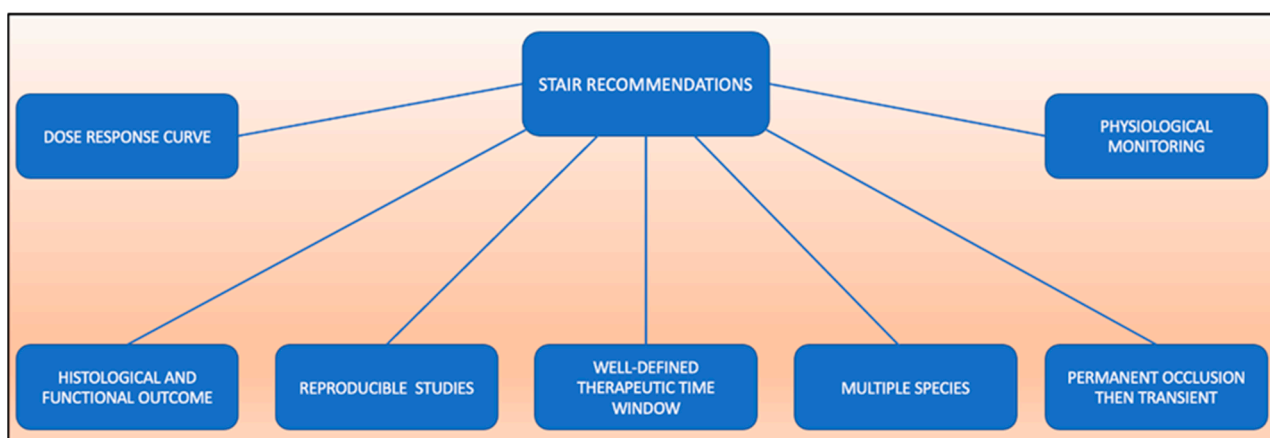 STAIR RECOMMENDATIONS
DOSE RESPONSE CURVE
PHYSIOLOGICAL
MONITORING
HISTOLOGICAL AND
FUNCTIONAL OUTCOME
REPRODUCIBLE STUDIES
WELL-DEFINED
THERAPEUTIC TIME
WINDOW
MULTIPLE SPECIES
PERMANENT OCCLUSION
THEN TRANSIENT